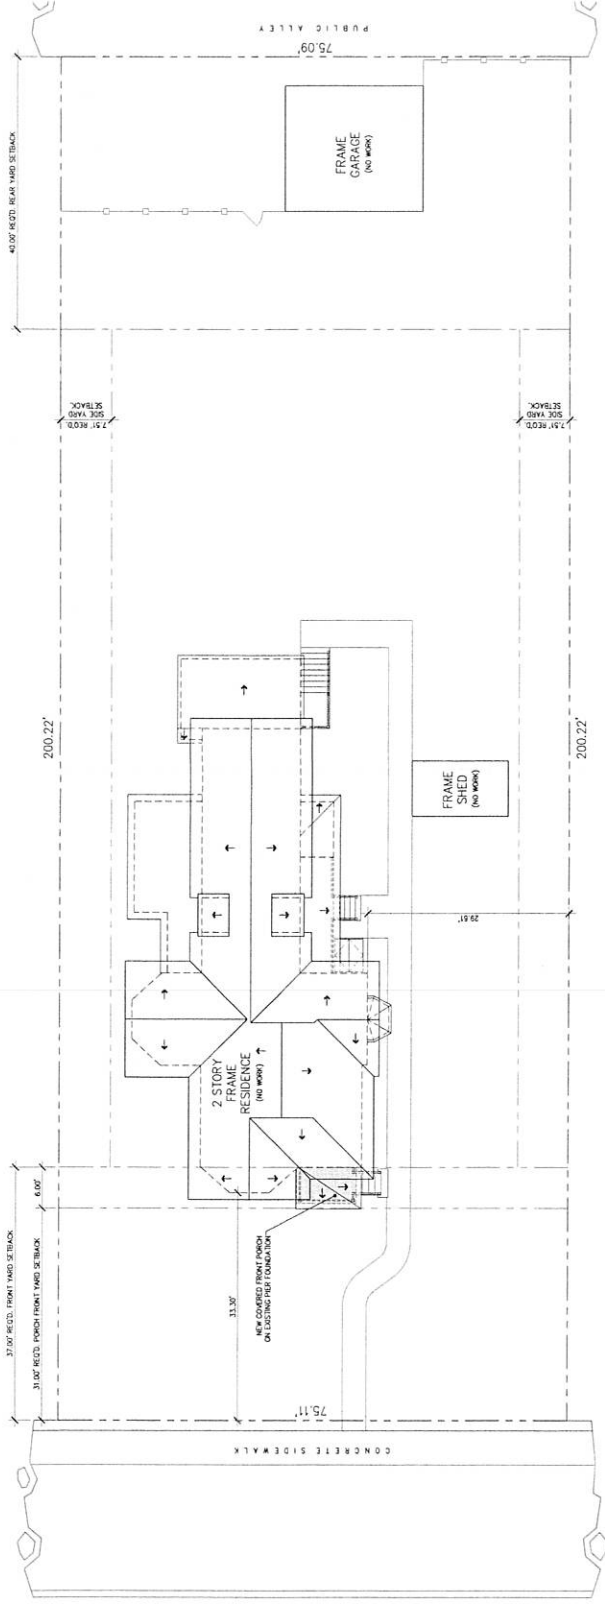 PUBLIC ALLEY
75.09'
40.00' REQ'D. REAR YARD SETBACK
FRAME
GARAGE
(NO WORK)
7.51' REQ'D.
SIDE YARD
SETBACK
7.51' REQ'D.
SIDE YARD
SETBACK
200.22'
200.22'
FRAME
SHED
(NO WORK)
29.61'
2 STORY
FRAME
RESIDENCE
(NO WORK)
37.00' REQ'D. FRONT YARD SETBACK
6.00'
31.00' REQ'D. PORCH FRONT YARD SETBACK
33.30'
NEW COVERED FRONT PORCH
ON EXISTING PIER FOUNDATION
75.11'
CONCRETE SIDEWALK